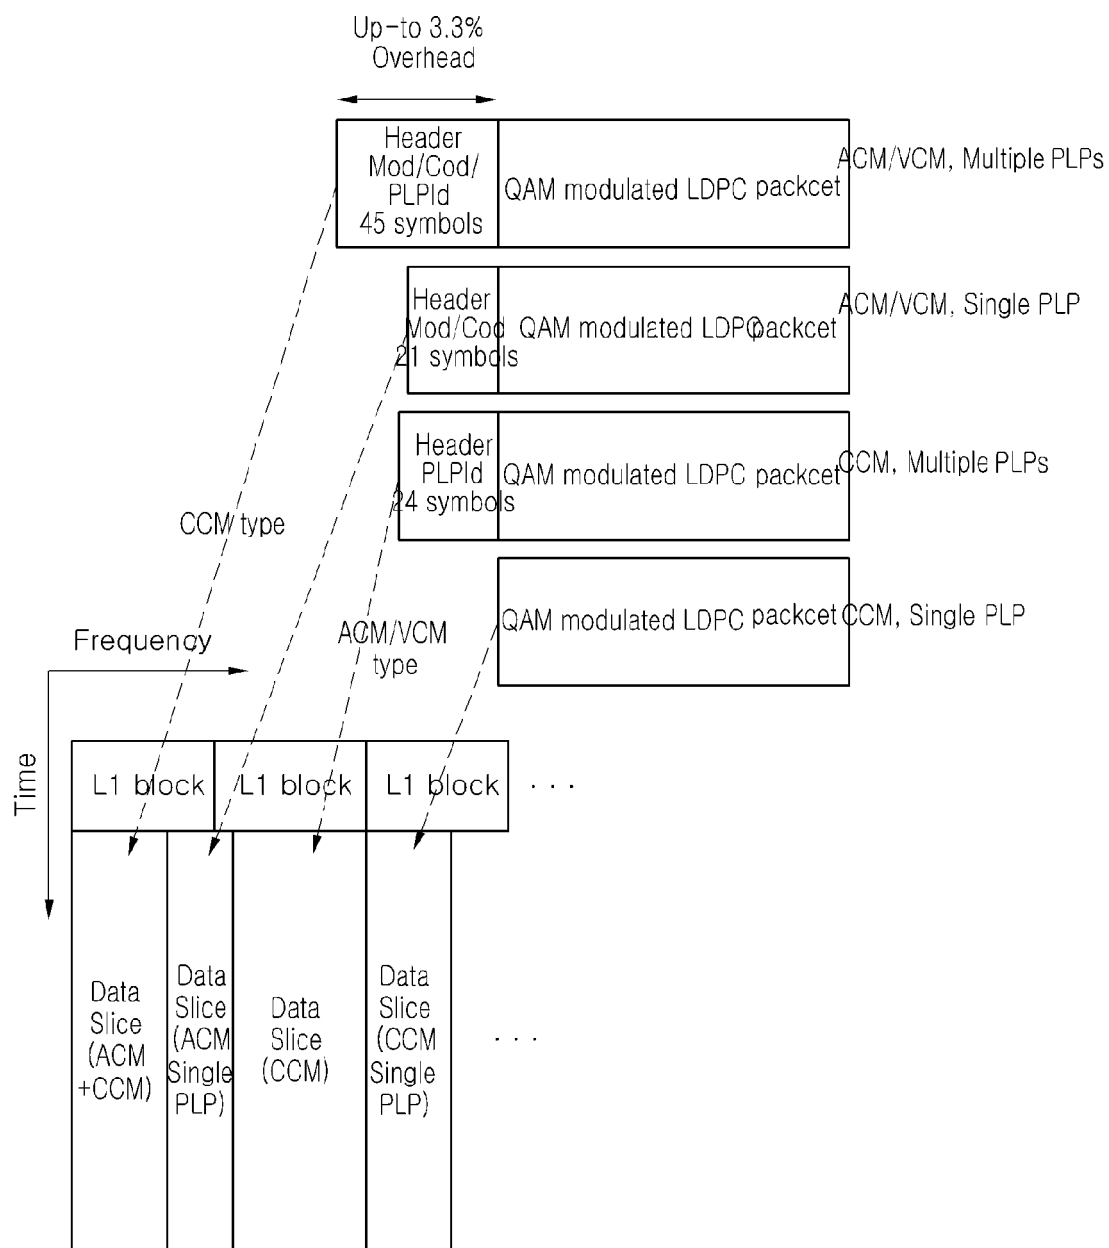 Up-to 3.3%
Overhead
Header
Mod/Cod/
PLPId
45 symbols
QAM modulated LDPC packcet
ACM/VCM, Multiple PLPs
Header
Mod/Cod
21 symbols
QAM modulated LDPC packcet
ACM/VCM, Single PLP
Header
PLPId
24 symbols
QAM modulated LDPC packcet
CCM, Multiple PLPs
CCM type
QAM modulated LDPC packcet
CCM, Single PLP
ACM/VCM
type
Frequency
Time
L1 block
L1 block
L1 block
. . .
Data
Slice
(ACM
+CCM)
Data
Slice
(ACM
Single
PLP)
Data
Slice
(CCM)
Data
Slice
(CCM
Single
PLP)
. . .